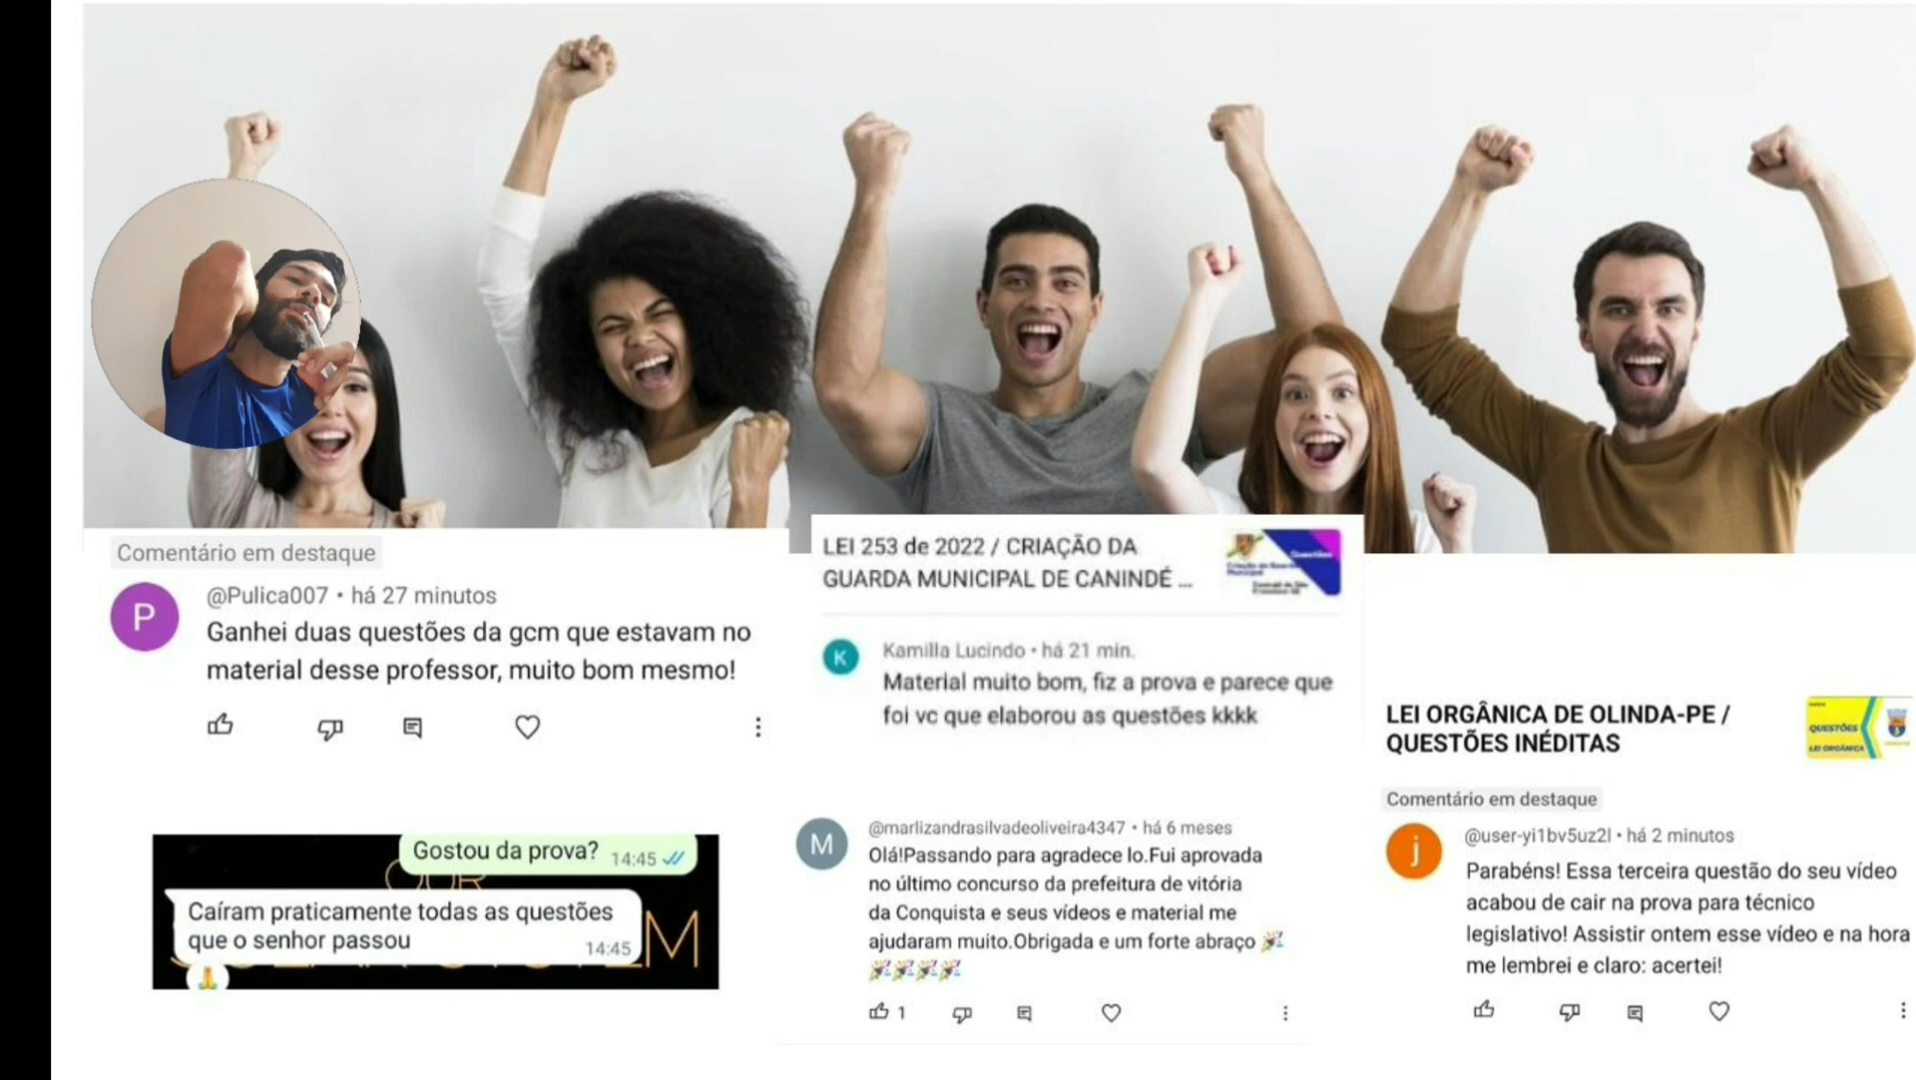 Comentário em destaque
P
@Pulica007 • há 27 minutos
Ganhei duas questões da gcm que estavam no
material desse professor, muito bom mesmo!
Gostou da prova? 14:45
Caíram praticamente todas as questões
que o senhor passou 14:45
M
LEI 253 de 2022 / CRIAÇÃO DA
GUARDA MUNICIPAL DE CANINDÉ ...
Questões
K
Kamilla Lucindo • há 21 min.
Material muito bom, fiz a prova e parece que
foi vc que elaborou as questões kkkk
M
@marlizandrasilvadeoliveira4347 • há 6 meses
Olá!Passando para agradece lo.Fui aprovada
no último concurso da prefeitura de vitória
da Conquista e seus vídeos e material me
ajudaram muito.Obrigada e um forte abraço 🎉
🎉🎉🎉🎉
1
LEI ORGÂNICA DE OLINDA-PE /
QUESTÕES INÉDITAS
QUESTÕES
LEI ORGÂNICA
Comentário em destaque
j
@user-yi1bv5uz2l • há 2 minutos
Parabéns! Essa terceira questão do seu vídeo
acabou de cair na prova para técnico
legislativo! Assistir ontem esse vídeo e na hora
me lembrei e claro: acertei!